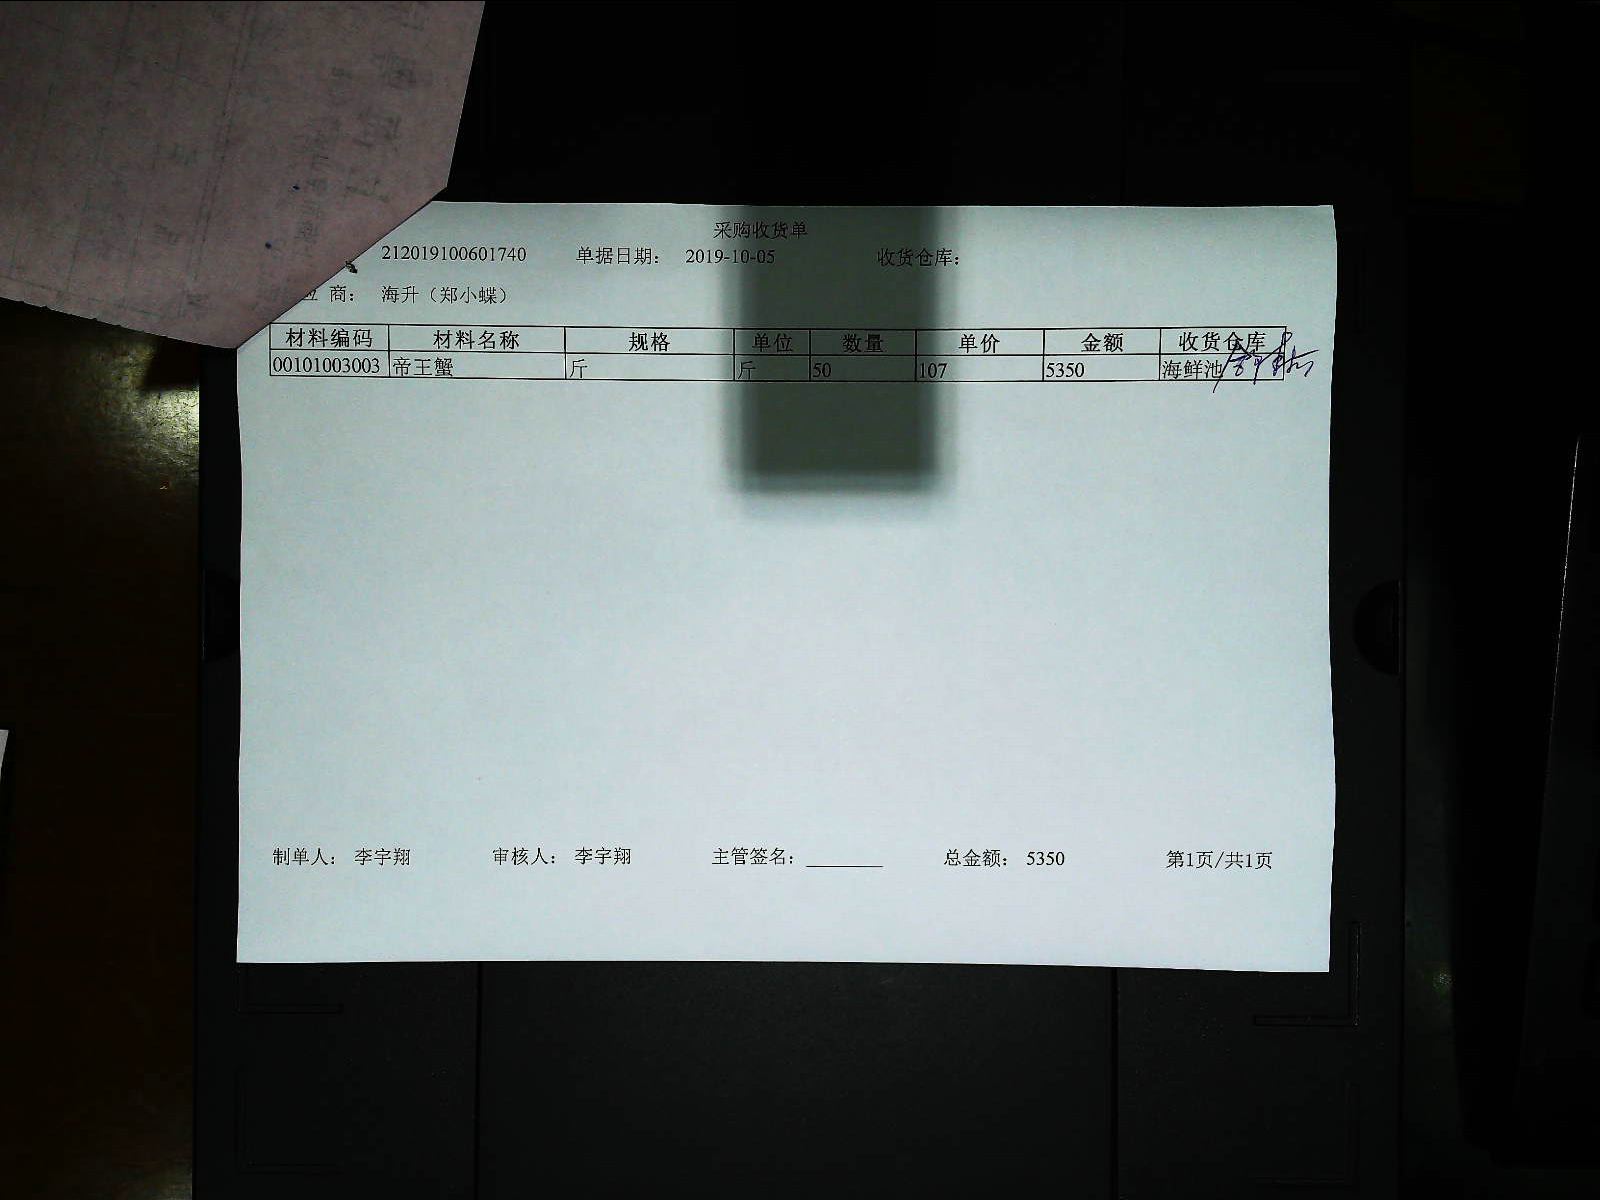 采购收货单
212019100601740 单据日期： 2019-10-05 收货仓库：
应 商： 海升（郑小蝶）
材料编码 材料名称 规格 单位 数量 单价 金额 收货仓库
00101003003 帝王蟹 斤 斤 50 107 5350 海鲜池
制单人： 李宇翔 审核人： 李宇翔 主管签名： ________ 总金额： 5350 第1页/共1页